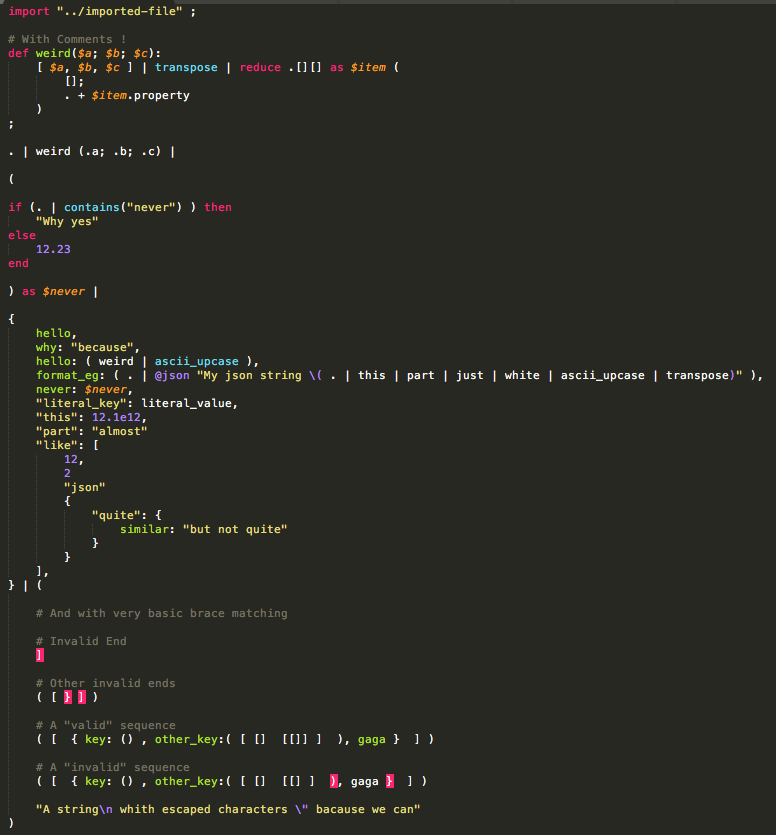 import "../imported-file" ;
# With Comments !
def weird($a; $b; $c):
    [ $a, $b, $c ] | transpose | reduce .[][] as $item (
        [];
        . + $item.property
    )
;
. | weird (.a; .b; .c) |
(
if (. | contains("never") ) then
    "Why yes"
else
    12.23
end
) as $never |
{
    hello,
    why: "because",
    hello: ( weird | ascii_upcase ),
    format_eg: ( . | @json "My json string \( . | this | part | just | white | ascii_upcase | transpose)" ),
    never: $never,
    "literal_key": literal_value,
    "this": 12.1e12,
    "part": "almost"
    "like": [
        12,
        2
        "json"
        {
            "quite": {
                similar: "but not quite"
            }
        }
    ],
} | (
    # And with very basic brace matching
    # Invalid End
    ]
    # Other invalid ends
    ( [ } ] )
    # A "valid" sequence
    ( [  { key: () , other_key:( [ []  [[]] ]  ), gaga }  ] )
    # A "invalid" sequence
    ( [  { key: () , other_key:( [ []  [[] ]  ), gaga }  ] )
    "A string\n whith escaped characters \" bacause we can"
)